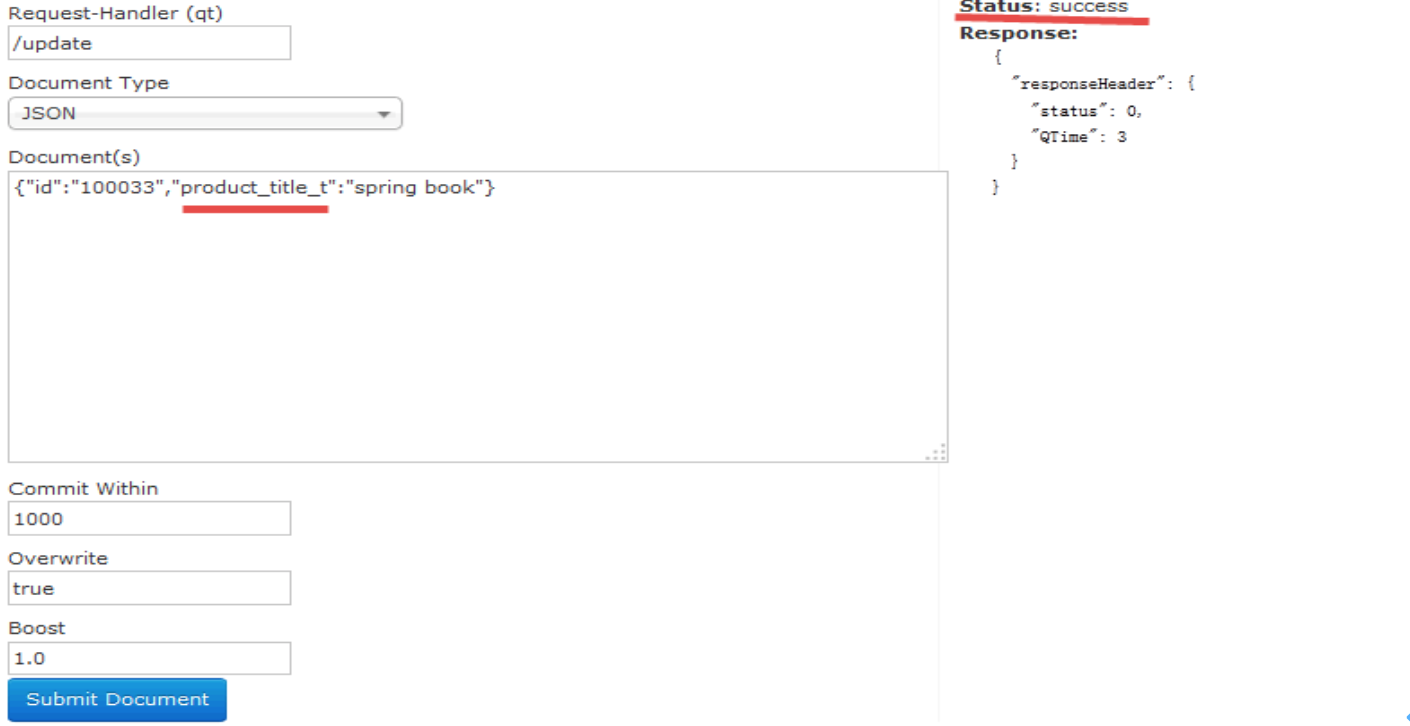 Request-Handler (qt)
/update
Document Type
JSON
Document(s)
{"id":"100033","product_title_t":"spring book"}
Commit Within
1000
Overwrite
true
Boost
1.0
Submit Document
Status: success
Response:
{
"responseHeader": {
"status": 0,
"QTime": 3
}
}